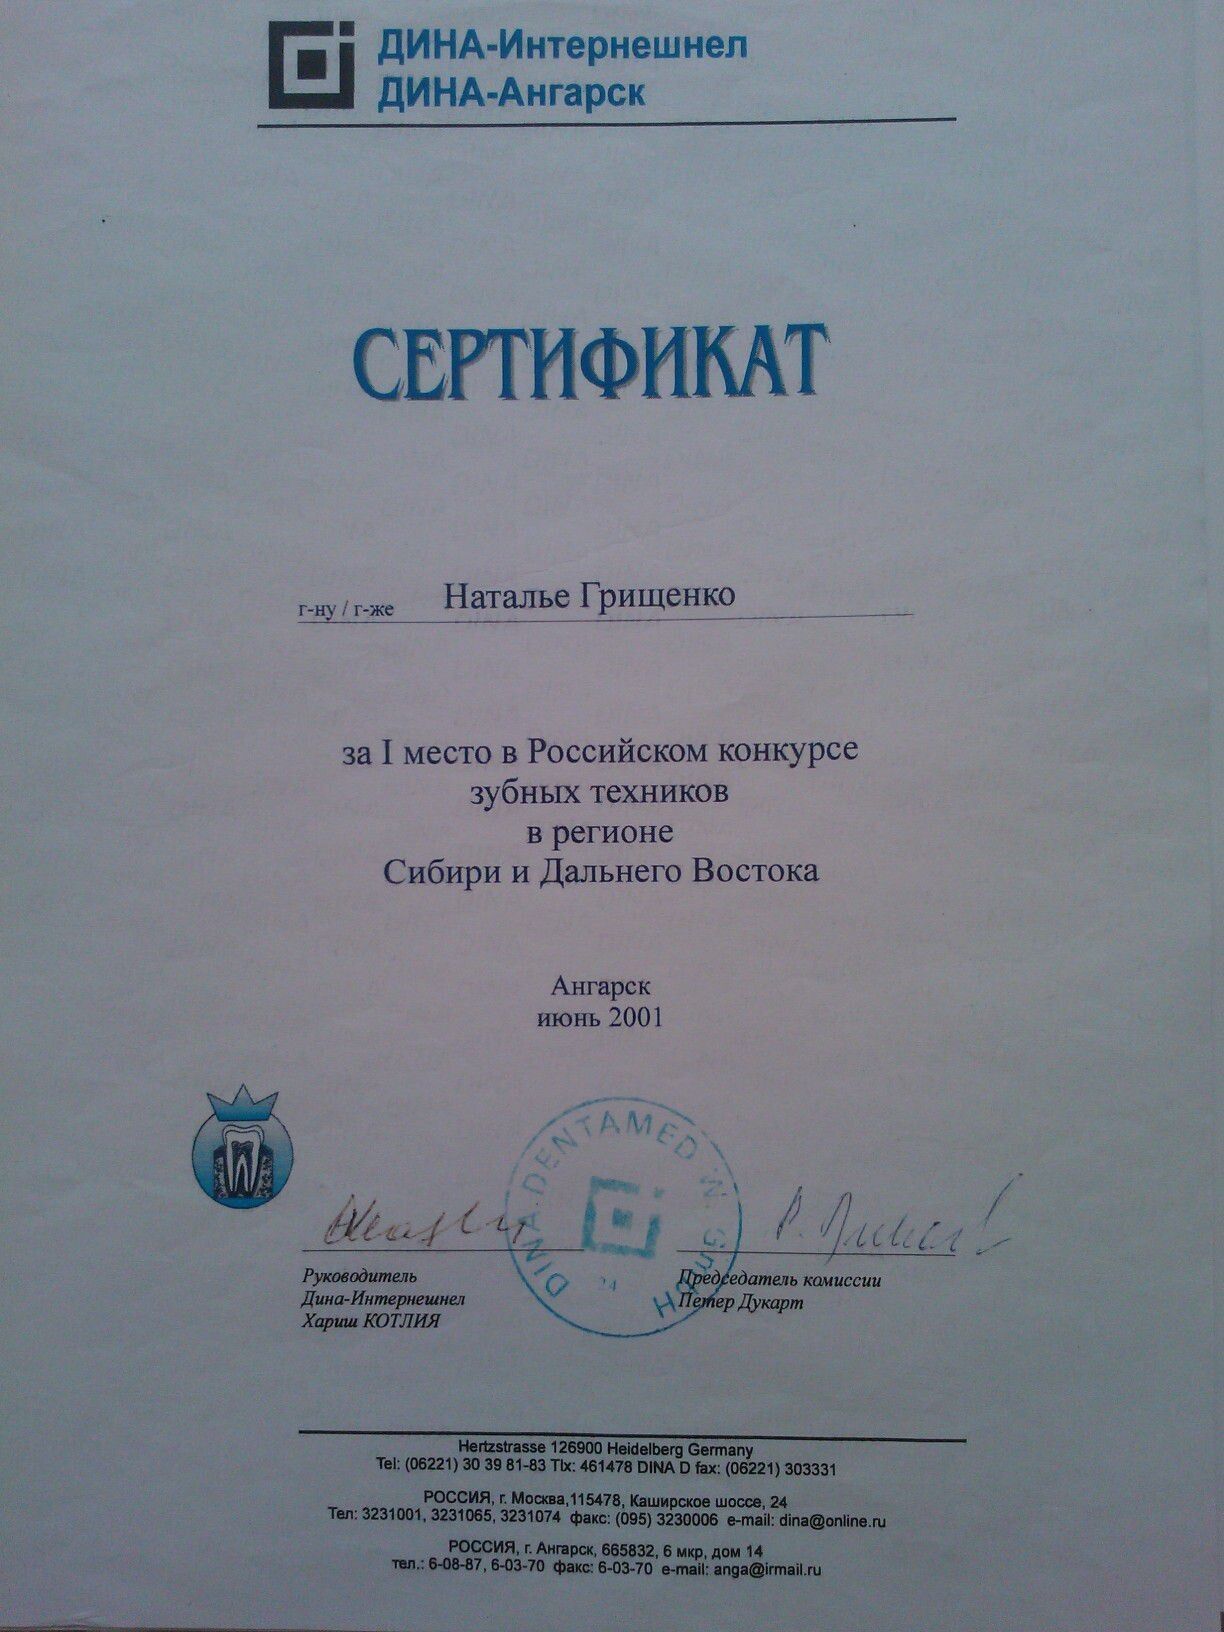 ДИНА-Интернешнел
ДИНА-Ангарск
СЕРТИФИКАТ
г-ну / г-же Наталье Грищенко
за I место в Российском конкурсе
зубных техников
в регионе
Сибири и Дальнего Востока
Ангарск
июнь 2001
DINA DENTAMED N. GmbH
24
Руководитель
Дина-Интернешнел
Хариш КОТЛИЯ
Председатель комиссии
Петер Дукарт
Hertzstrasse 126900 Heidelberg Germany
Tel: (06221) 30 39 81-83 Tlx: 461478 DINA D fax: (06221) 303331
РОССИЯ, г. Москва,115478, Каширское шоссе, 24
Тел: 3231001, 3231065, 3231074 факс: (095) 3230006 e-mail: dina@online.ru
РОССИЯ, г. Ангарск, 665832, 6 мкр, дом 14
тел.: 6-08-87, 6-03-70 факс: 6-03-70 e-mail: anga@irmail.ru